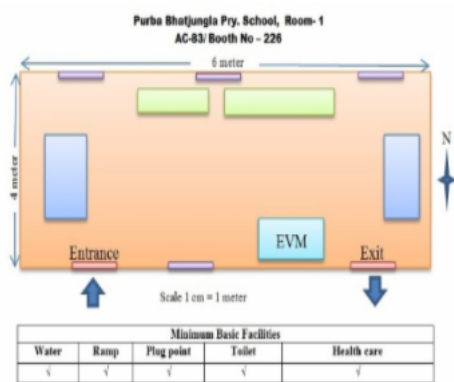 Purba Bhatjungla Pry. School, Room- 1
AC-83/ Booth No – 226
6 meter
4 meter
N
EVM
Entrance
Exit
Scale 1 cm = 1 meter
Minimum Basic Facilities
Water Ramp Plug point Toilet Health care
√ √ √ √ √